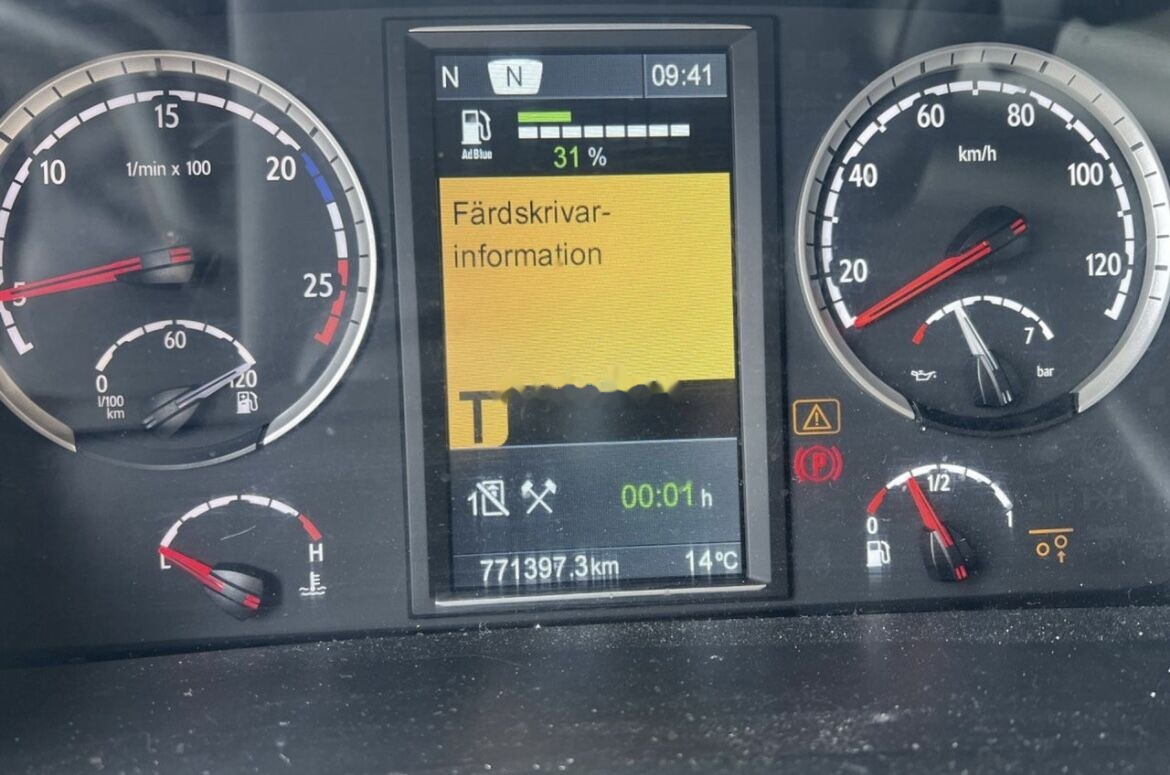 N N 09:41
AdBlue
31 %
Färdskrivar-
information
T
1 00:01 h
771397.3km 14°C
5
10
15
20
25
1/min x 100
0
60
120
l/100
km
L
H
20
40
60
80
100
120
km/h
7
bar
P
0
1/2
1